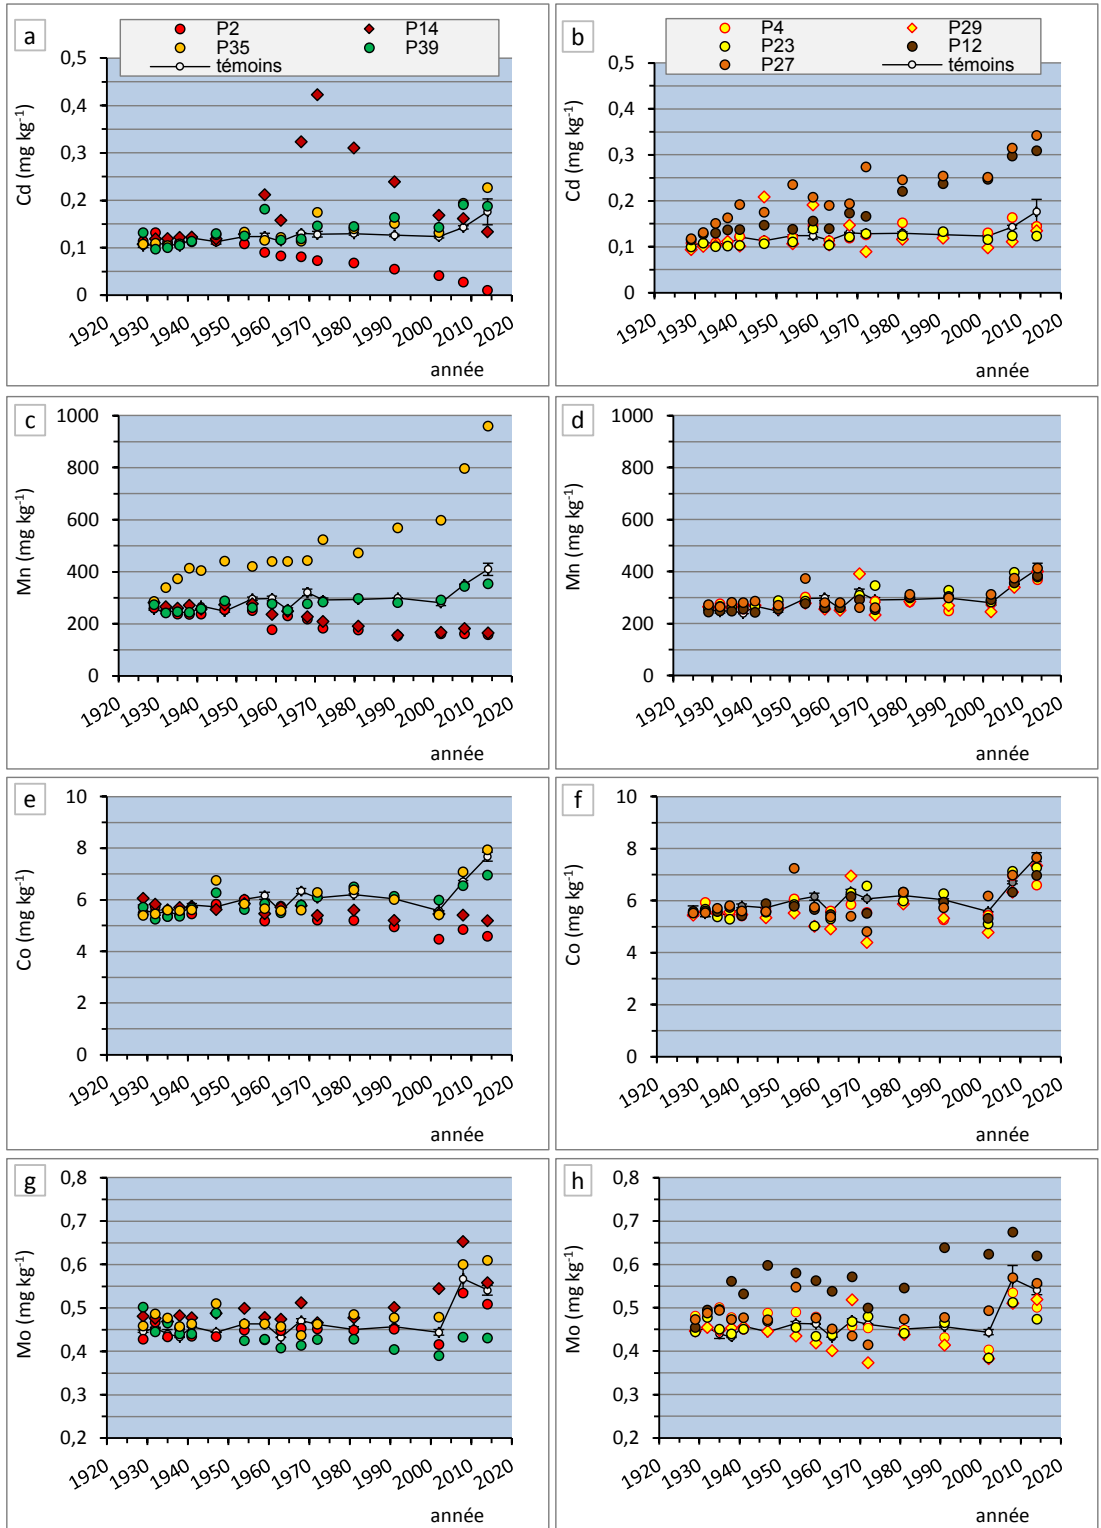 a
P2
P14
P35
P39
témoins
0,5
0,4
0,3
0,2
0,1
0
Cd (mg kg-1)
1920 1930 1940 1950 1960 1970 1980 1990 2000 2010 2020
année
b
P4
P29
P23
P12
P27
témoins
0,5
0,4
0,3
0,2
0,1
0
Cd (mg kg-1)
1920 1930 1940 1950 1960 1970 1980 1990 2000 2010 2020
année
c
1000
800
600
400
200
0
Mn (mg kg-1)
1920 1930 1940 1950 1960 1970 1980 1990 2000 2010 2020
année
d
1000
800
600
400
200
0
Mn (mg kg-1)
1920 1930 1940 1950 1960 1970 1980 1990 2000 2010 2020
année
e
10
8
6
4
2
0
Co (mg kg-1)
1920 1930 1940 1950 1960 1970 1980 1990 2000 2010 2020
année
f
10
8
6
4
2
0
Co (mg kg-1)
1920 1930 1940 1950 1960 1970 1980 1990 2000 2010 2020
année
g
0,8
0,7
0,6
0,5
0,4
0,3
0,2
Mo (mg kg-1)
1920 1930 1940 1950 1960 1970 1980 1990 2000 2010 2020
année
h
0,8
0,7
0,6
0,5
0,4
0,3
0,2
Mo (mg kg-1)
1920 1930 1940 1950 1960 1970 1980 1990 2000 2010 2020
année